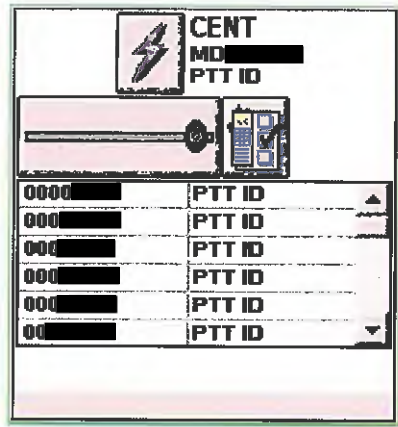 CENT
MD
PTT ID
0000 PTT ID
000 PTT ID
000 PTT ID
000 PTT ID
000 PTT ID
00 PTT ID